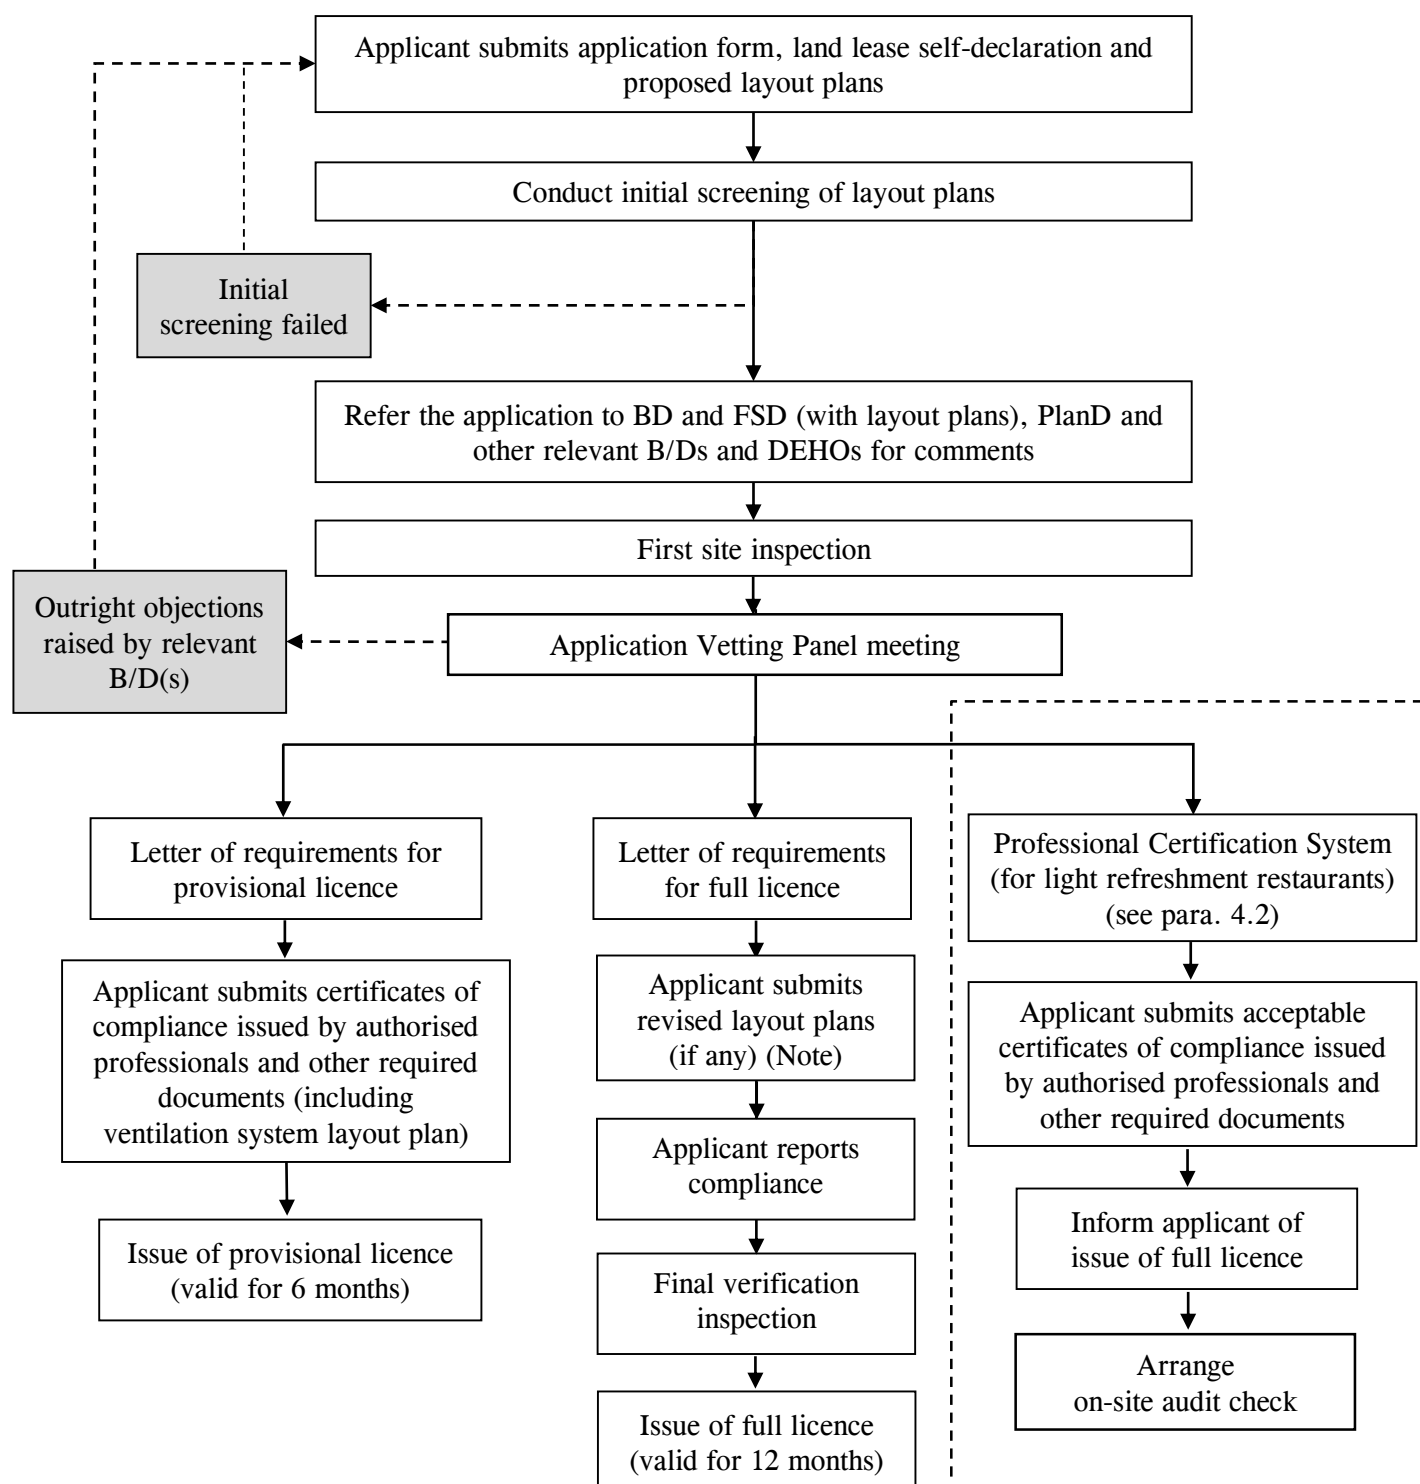 Applicant submits application form, land lease self-declaration and
proposed layout plans
Conduct initial screening of layout plans
Initial
screening failed
Refer the application to BD and FSD (with layout plans), PlanD and
other relevant B/Ds and DEHOs for comments
First site inspection
Outright objections
raised by relevant
B/D(s)
Application Vetting Panel meeting
Letter of requirements for
provisional licence
Applicant submits certificates of
compliance issued by authorised
professionals and other required
documents (including
ventilation system layout plan)
Issue of provisional licence
(valid for 6 months)
Letter of requirements
for full licence
Applicant submits
revised layout plans
(if any) (Note)
Applicant reports
compliance
Final verification
inspection
Issue of full licence
(valid for 12 months)
Professional Certification System
(for light refreshment restaurants)
(see para. 4.2)
Applicant submits acceptable
certificates of compliance issued
by authorised professionals and
other required documents
Inform applicant of
issue of full licence
Arrange
on-site audit check